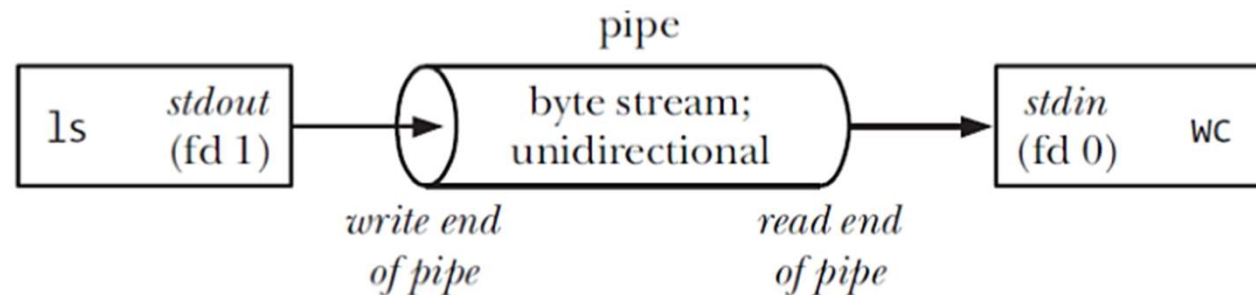 pipe
ls
stdout
(fd 1)
byte stream;
unidirectional
stdin
(fd 0)
wc
write end
of pipe
read end
of pipe